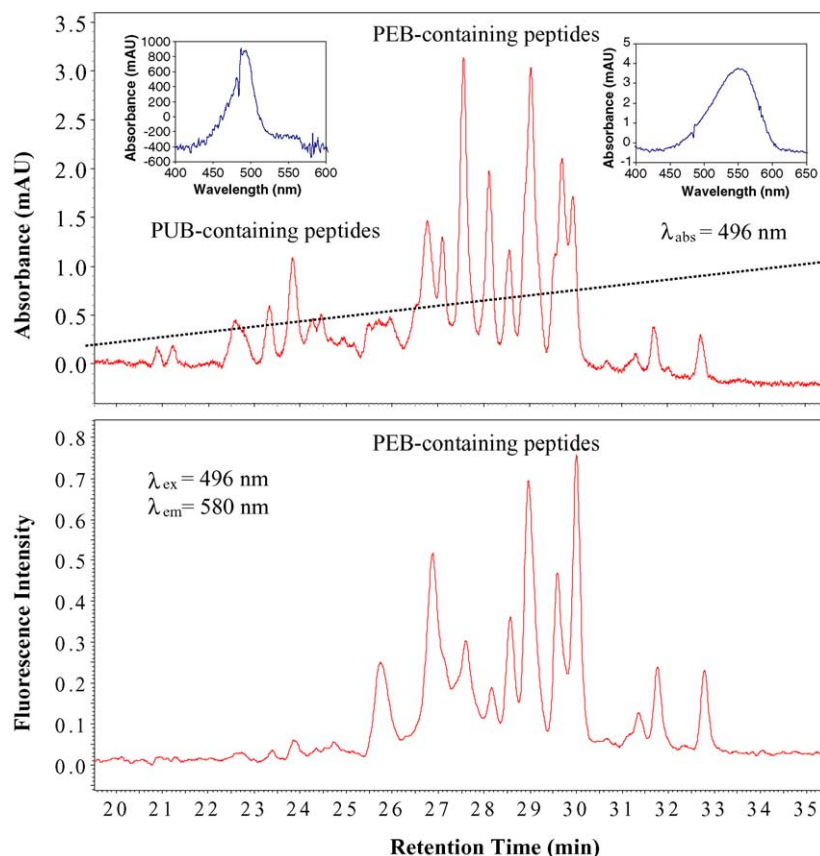 3.5
3.0
2.5
2.0
1.5
1.0
0.5
0.0
Absorbance (mAU)
PEB-containing peptides
1000
800
600
400
200
0
-200
-400
-600
Absorbance (mAU)
400 450 500 550 600
Wavelength (nm)
5
4
3
2
1
0
-1
Absorbance (mAU)
400 450 500 550 600 650
Wavelength (nm)
PUB-containing peptides
λabs = 496 nm
0.8
0.7
0.6
0.5
0.4
0.3
0.2
0.1
0.0
Fluorescence Intensity
PEB-containing peptides
λex = 496 nm
λem= 580 nm
20 21 22 23 24 25 26 27 28 29 30 31 32 33 34 35
Retention Time (min)